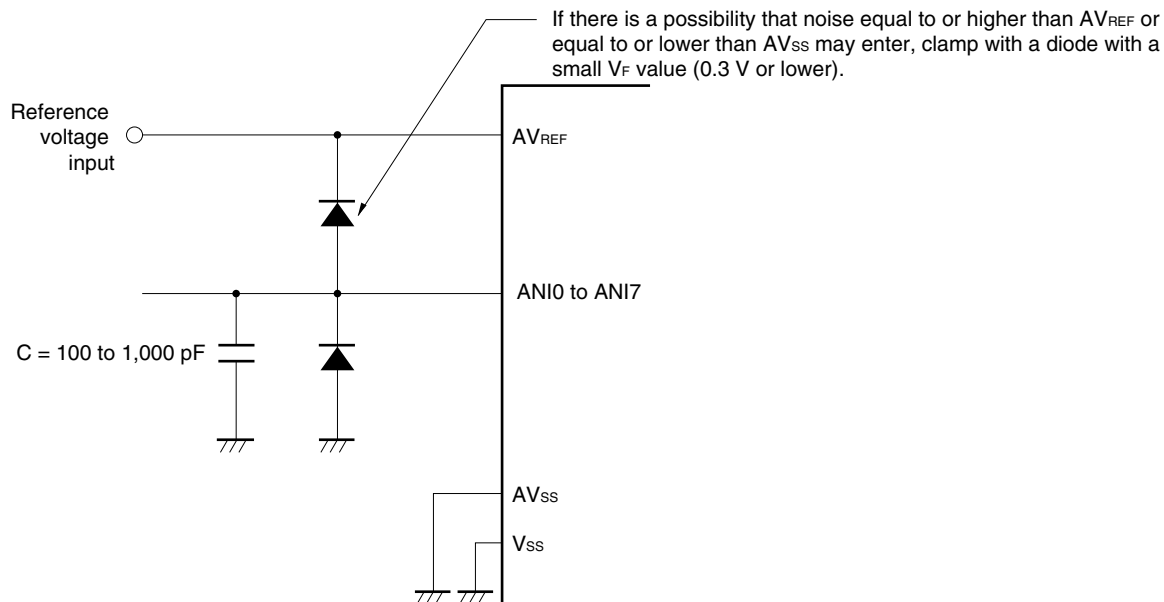 If there is a possibility that noise equal to or higher than AVREF or
equal to or lower than AVSS may enter, clamp with a diode with a
small VF value (0.3 V or lower).
Reference
voltage
input
AVREF
ANI0 to ANI7
C = 100 to 1,000 pF
AVSS
VSS